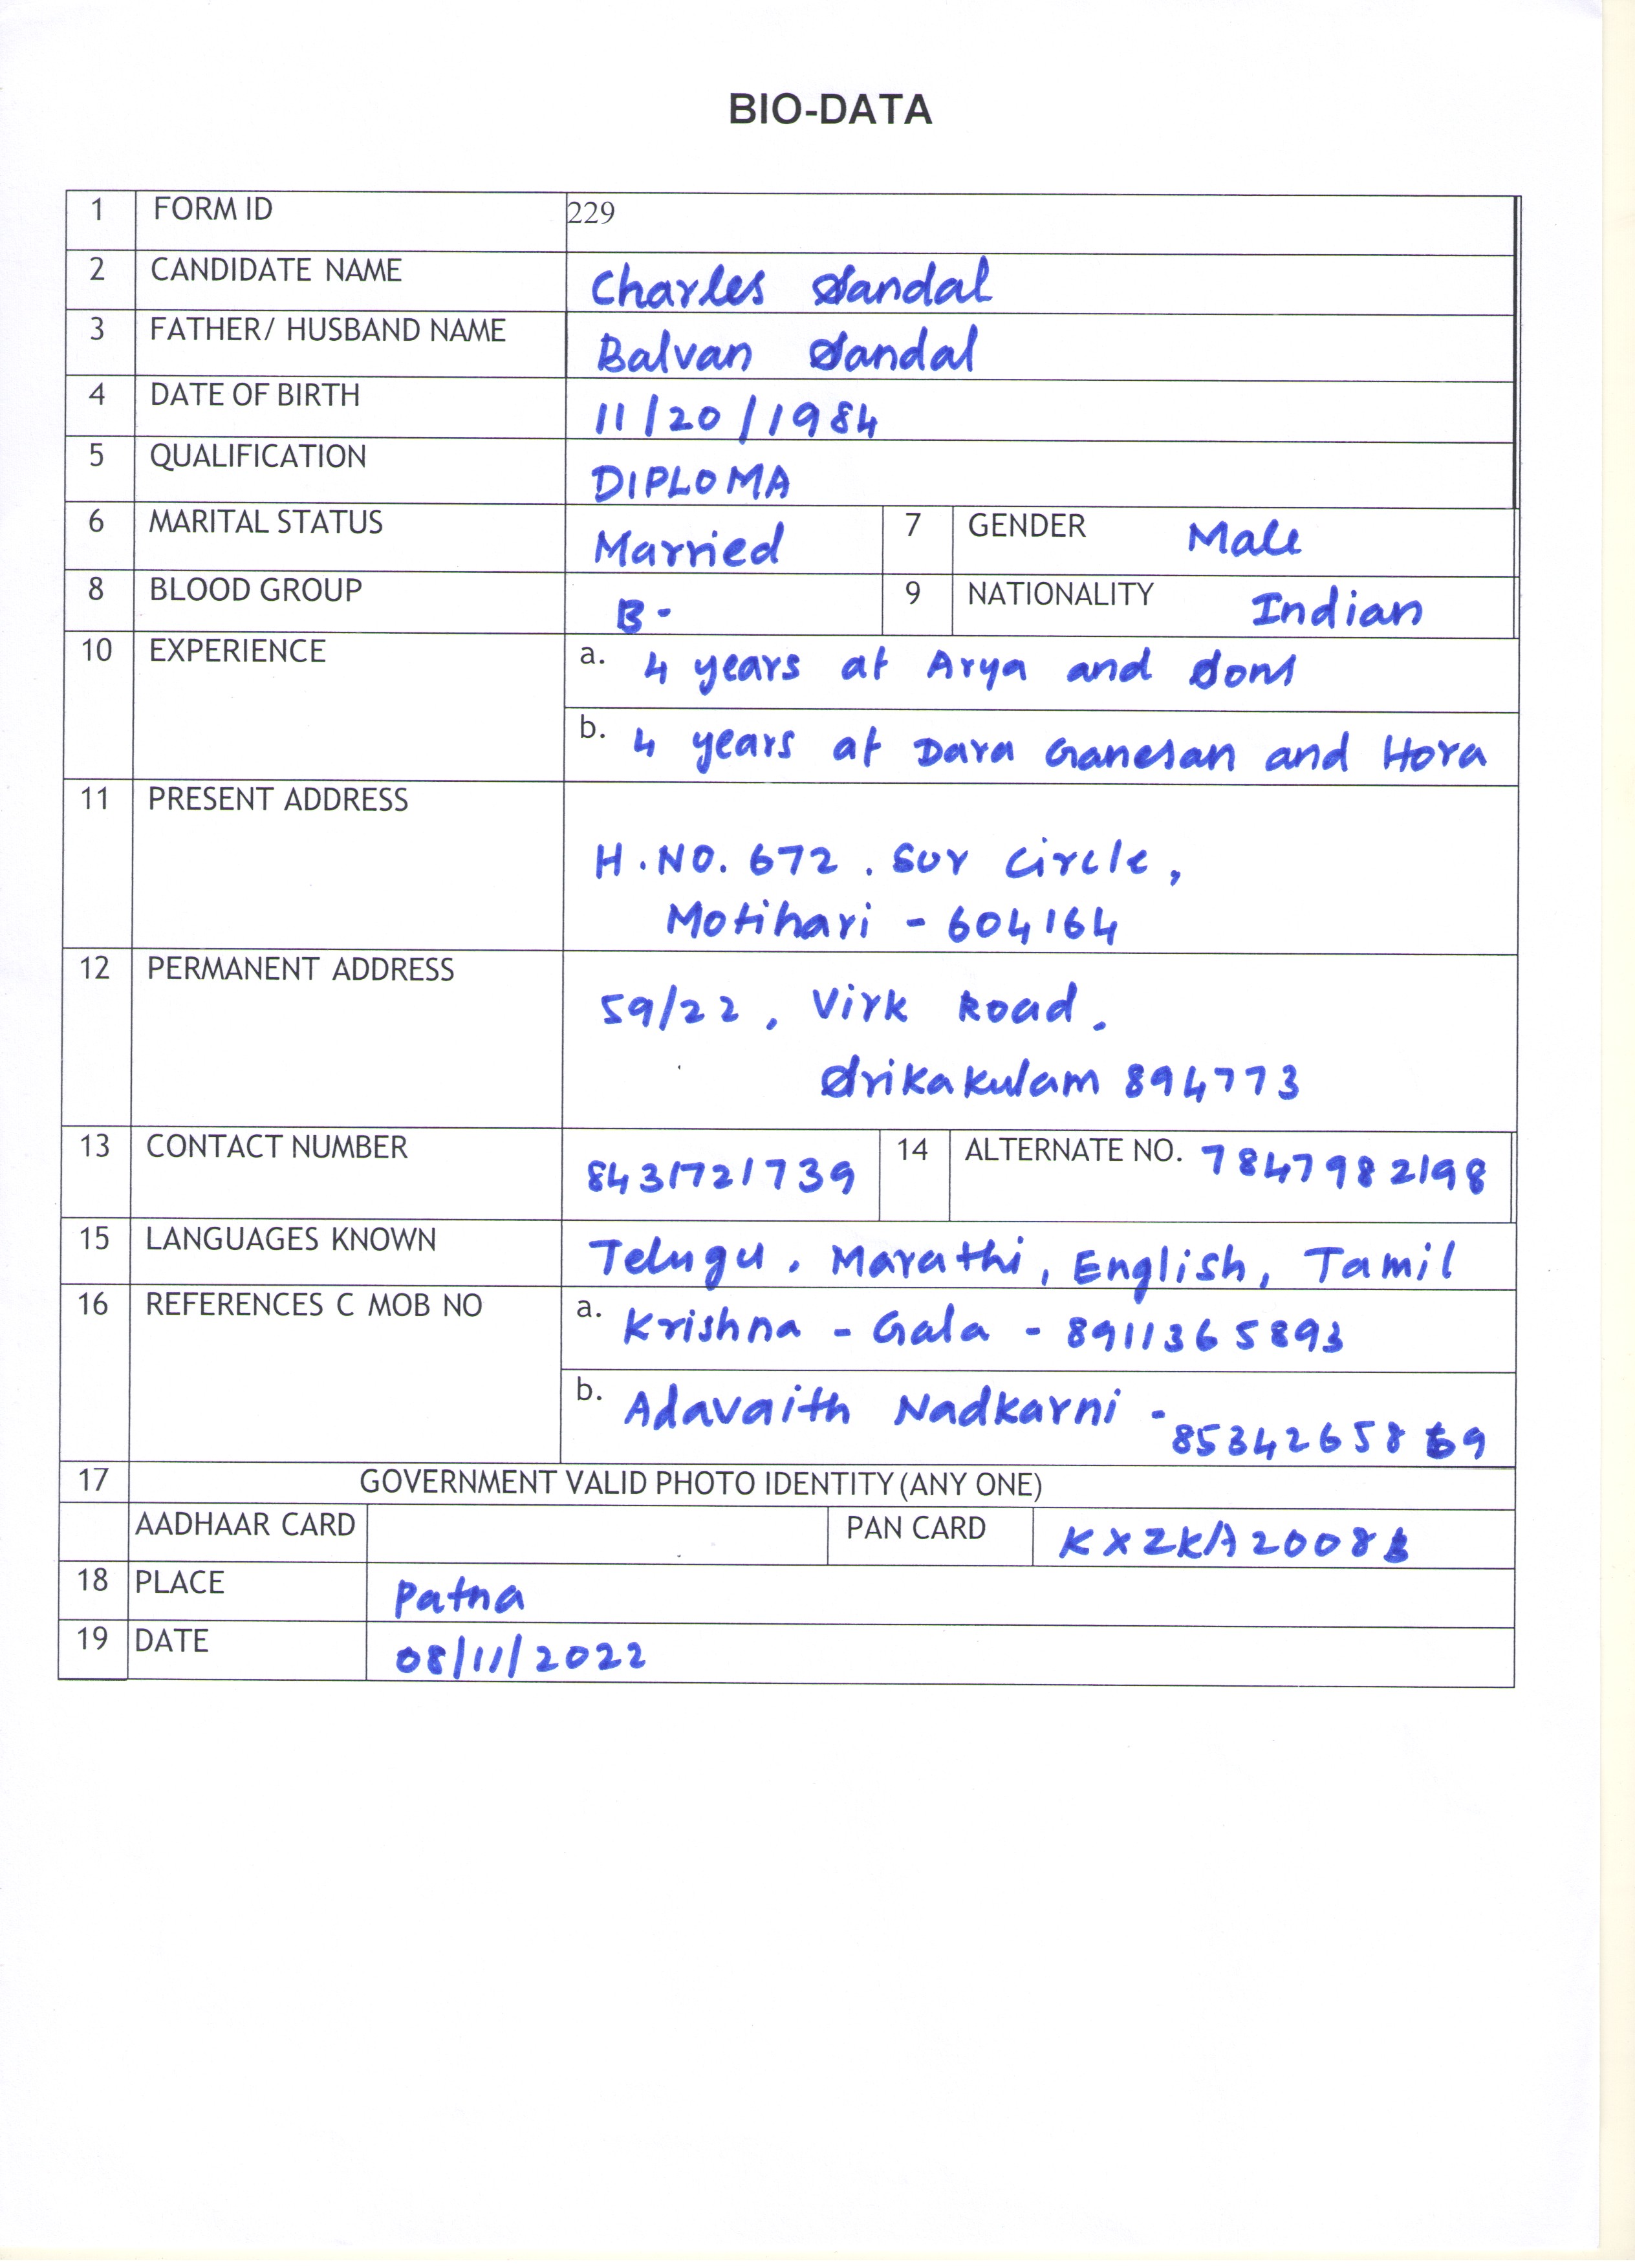 BIO-DATA
1 FORM ID 229
2 CANDIDATE NAME Charles Sandal
3 FATHER/ HUSBAND NAME Balvan Sandal
4 DATE OF BIRTH 11/20/1984
5 QUALIFICATION DIPLOMA
6 MARITAL STATUS Married 7 GENDER Male
8 BLOOD GROUP B- 9 NATIONALITY Indian
10 EXPERIENCE a. 4 years at Arya and Sons
b. 4 years at Dara Ganesan and Hora
11 PRESENT ADDRESS
H.NO. 672, Sur Circle,
Motihari - 604164
12 PERMANENT ADDRESS
59/22, Virk Road,
Srikakulam 894773
13 CONTACT NUMBER 8431721739 14 ALTERNATE NO. 7847982198
15 LANGUAGES KNOWN Telugu, Marathi, English, Tamil
16 REFERENCES C MOB NO a. Krishna - Gala - 8911365893
b. Adavaith Nadkarni -
17 GOVERNMENT VALID PHOTO IDENTITY (ANY ONE)
AADHAAR CARD PAN CARD
18 PLACE Patna
19 DATE 08/11/2022